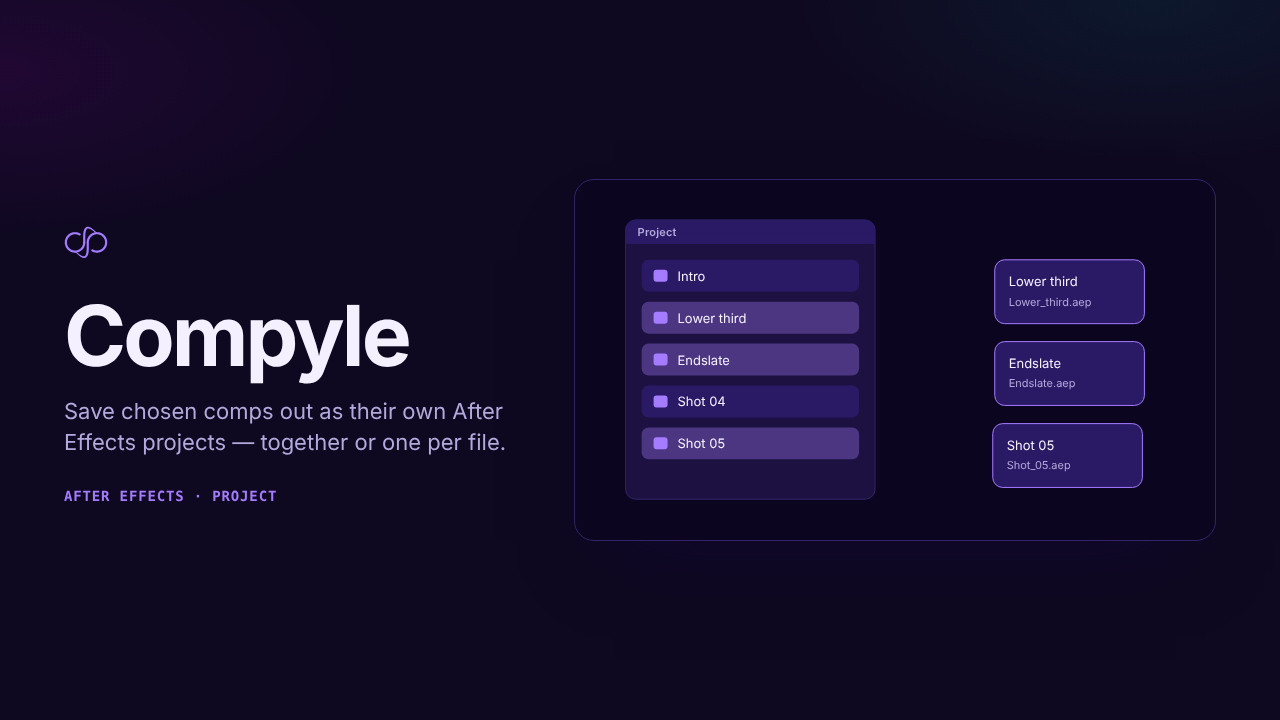 Compyle
Save chosen comps out as their own After
Effects projects — together or one per file.
AFTER EFFECTS · PROJECT
Project
Intro
Lower third
Endslate
Shot 04
Shot 05
Lower third
Lower_third.aep
Endslate
Endslate.aep
Shot 05
Shot_05.aep